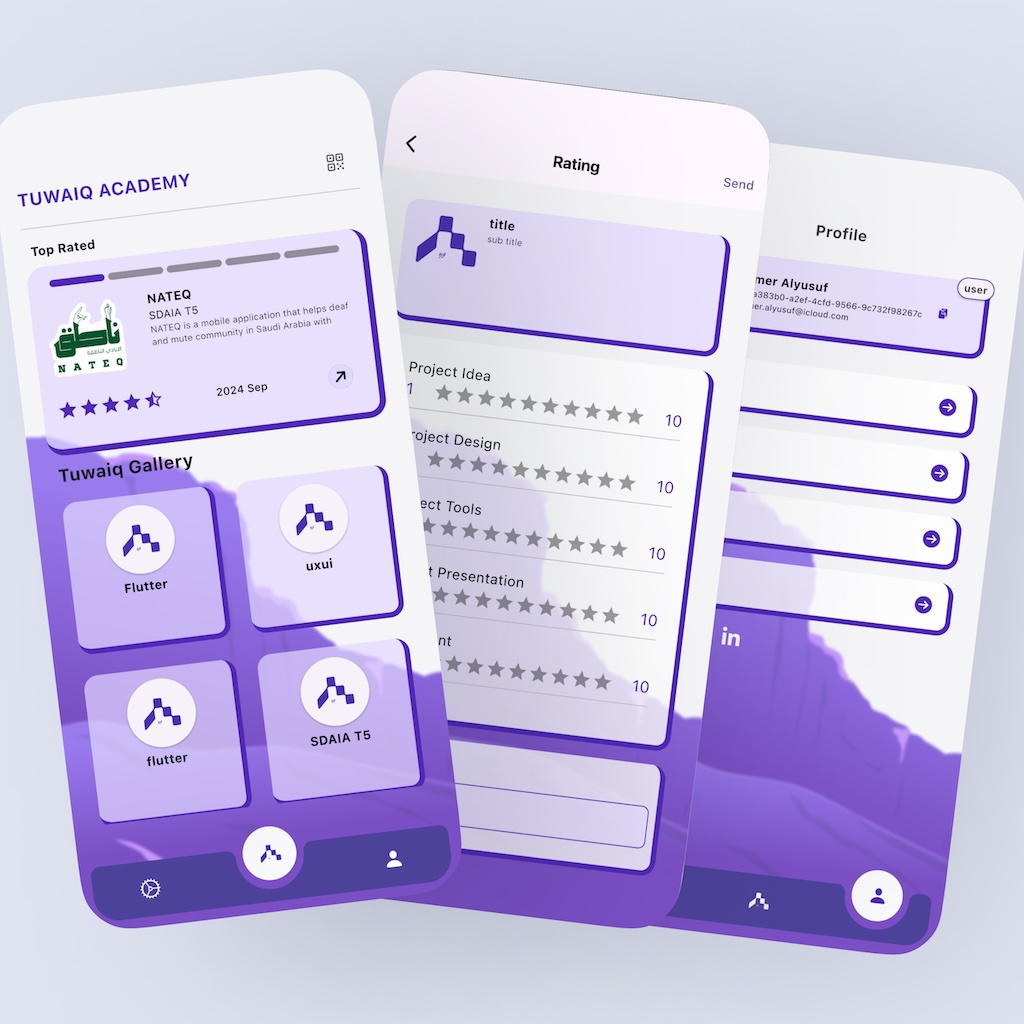 TUWAIQ ACADEMY
Top Rated
ناطق
NATEQ
NATEQ
SDAIA T5
NATEQ is a mobile application that helps deaf
and mute community in Saudi Arabia with
2024 Sep
Tuwaiq Gallery
Flutter
uxui
flutter
SDAIA T5
Rating
Send
title
sub title
Project Idea
1
10
roject Design
10
ect Tools
10
t Presentation
10
nt
10
Profile
user
mer Alyusuf
a383b0-a2ef-4cfd-9566-9c732f98267c
er.alyusuf@icloud.com
in